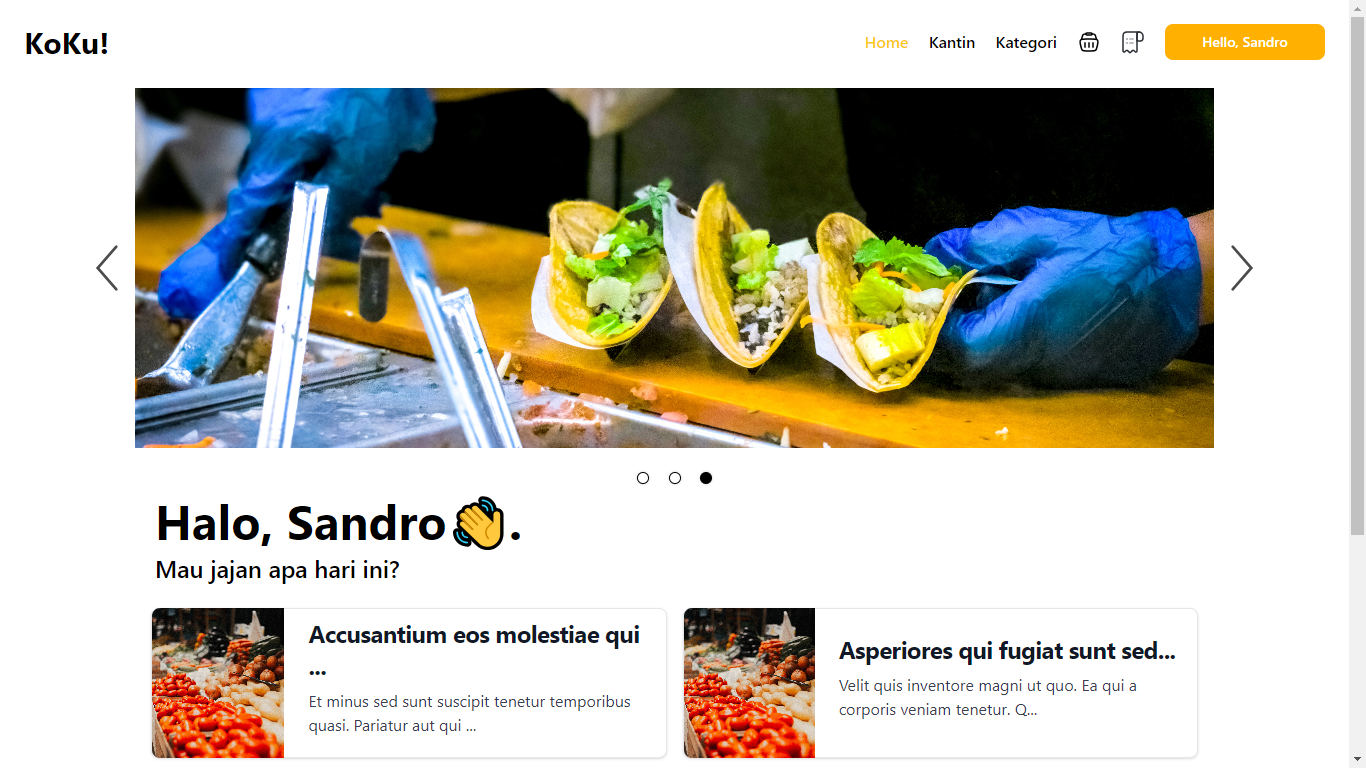 KoKu!
Home Kantin Kategori Hello, Sandro
Halo, Sandro👋.
Mau jajan apa hari ini?
Accusantium eos molestiae qui
...
Et minus sed sunt suscipit tenetur temporibus
quasi. Pariatur aut qui ...
Asperiores qui fugiat sunt sed...
Velit quis inventore magni ut quo. Ea qui a
corporis veniam tenetur. Q...